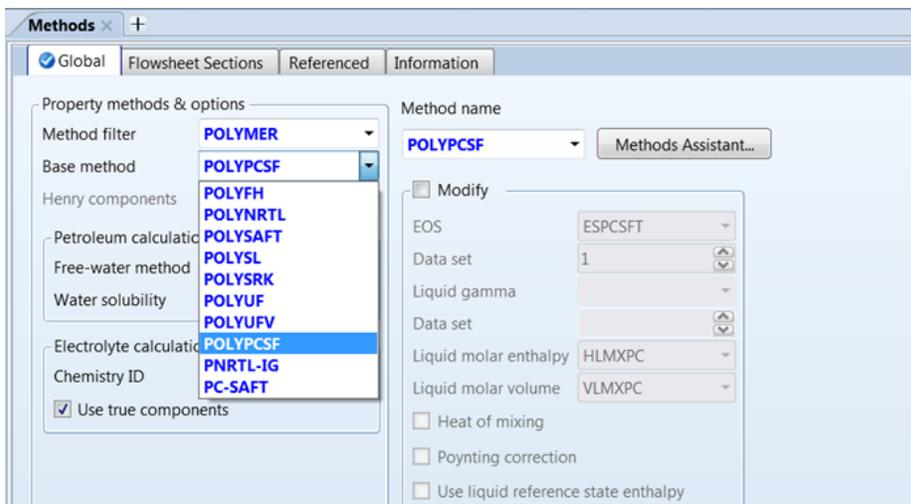 Methods
Global
Flowsheet Sections
Referenced
Information
Property methods & options
Method filter
POLYMER
Base method
POLYPCSF
Henry components
POLYFH
POLYNRTL
POLYSAFT
POLYSL
POLYSRK
POLYUF
POLYUFV
POLYPCSF
PNRTL-IG
PC-SAFT
Petroleum calculatio
Free-water method
Water solubility
Electrolyte calculatio
Chemistry ID
Use true components
Method name
POLYPCSF
Methods Assistant...
Modify
EOS
ESPCSFT
Data set
1
Liquid gamma
Data set
Liquid molar enthalpy
HLMXPC
Liquid molar volume
VLMXPC
Heat of mixing
Poynting correction
Use liquid reference state enthalpy